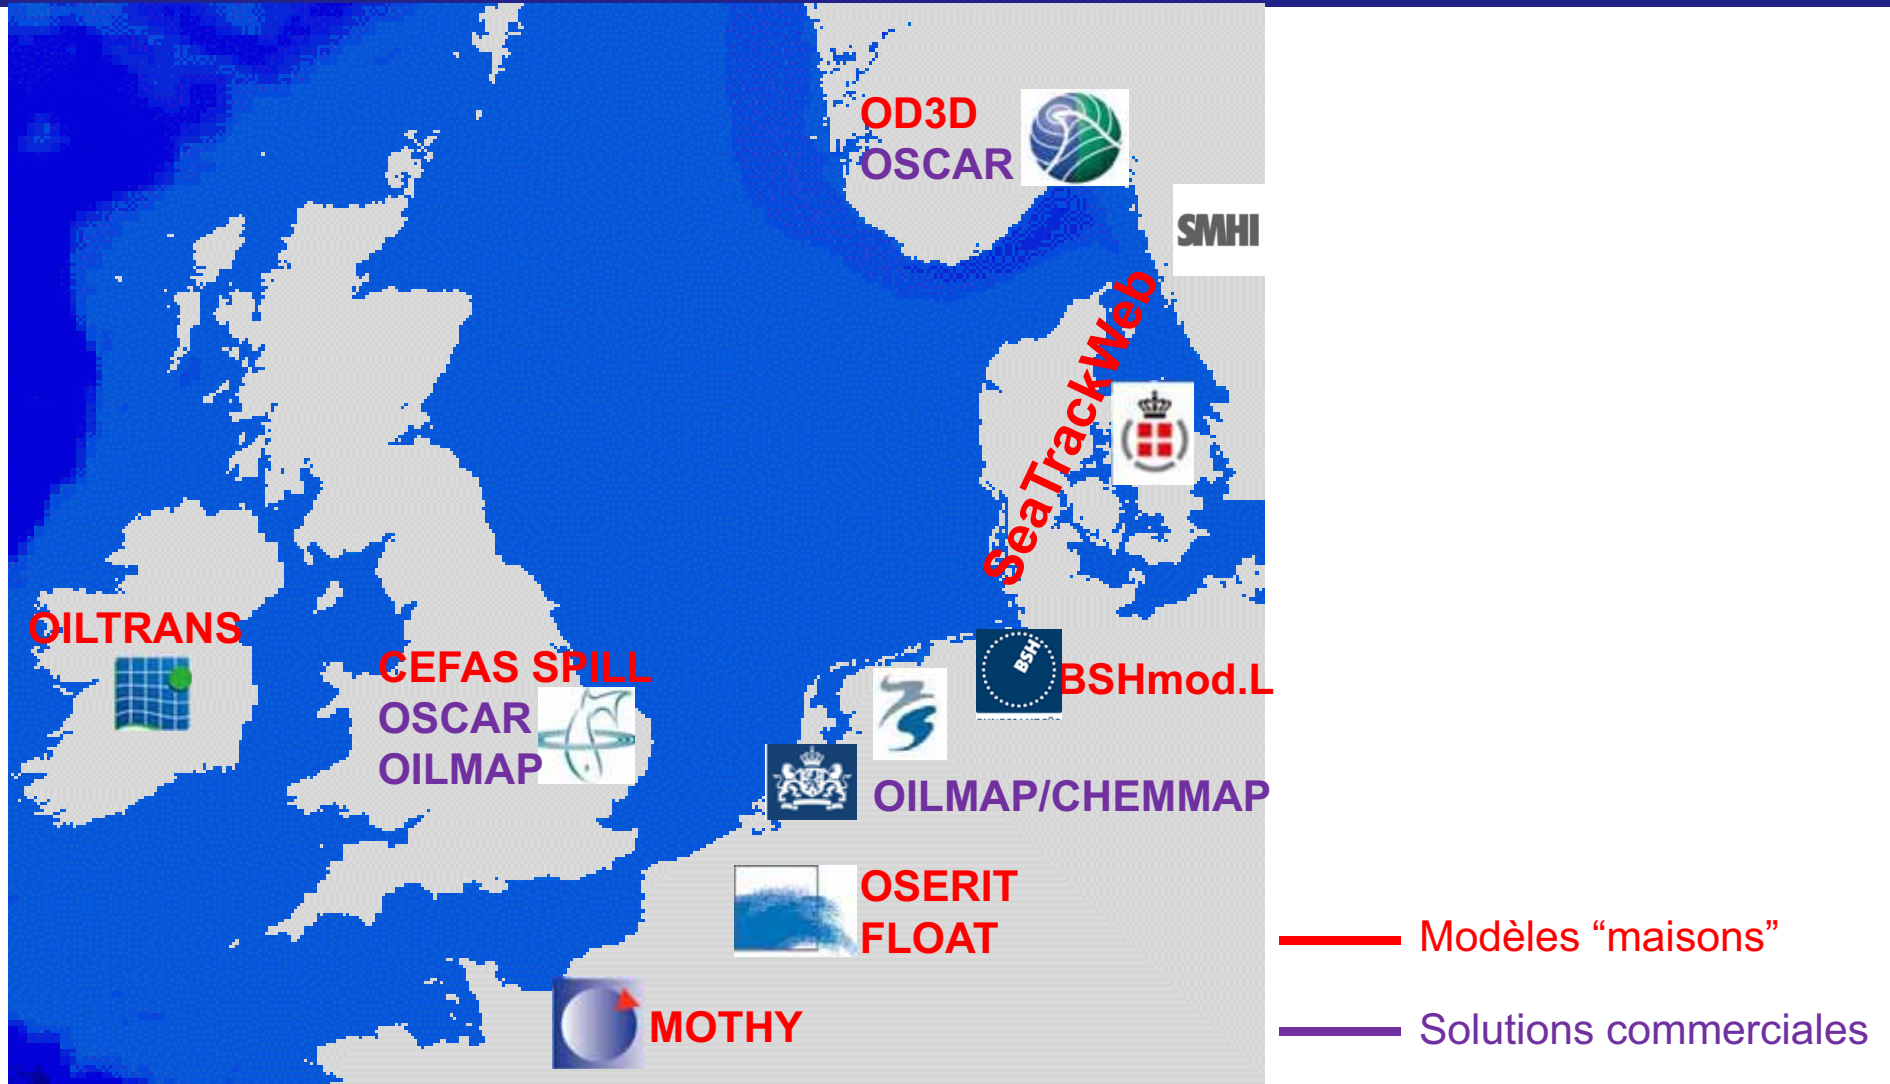 OD3D
OSCAR
SMHI
SeaTrackWeb
OILTRANS
CEFAS SPILL
OSCAR
OILMAP
BSH
BSHmod.L
OILMAP/CHEMMAP
OSERIT
FLOAT
MOTHY
Modèles “maisons”
Solutions commerciales